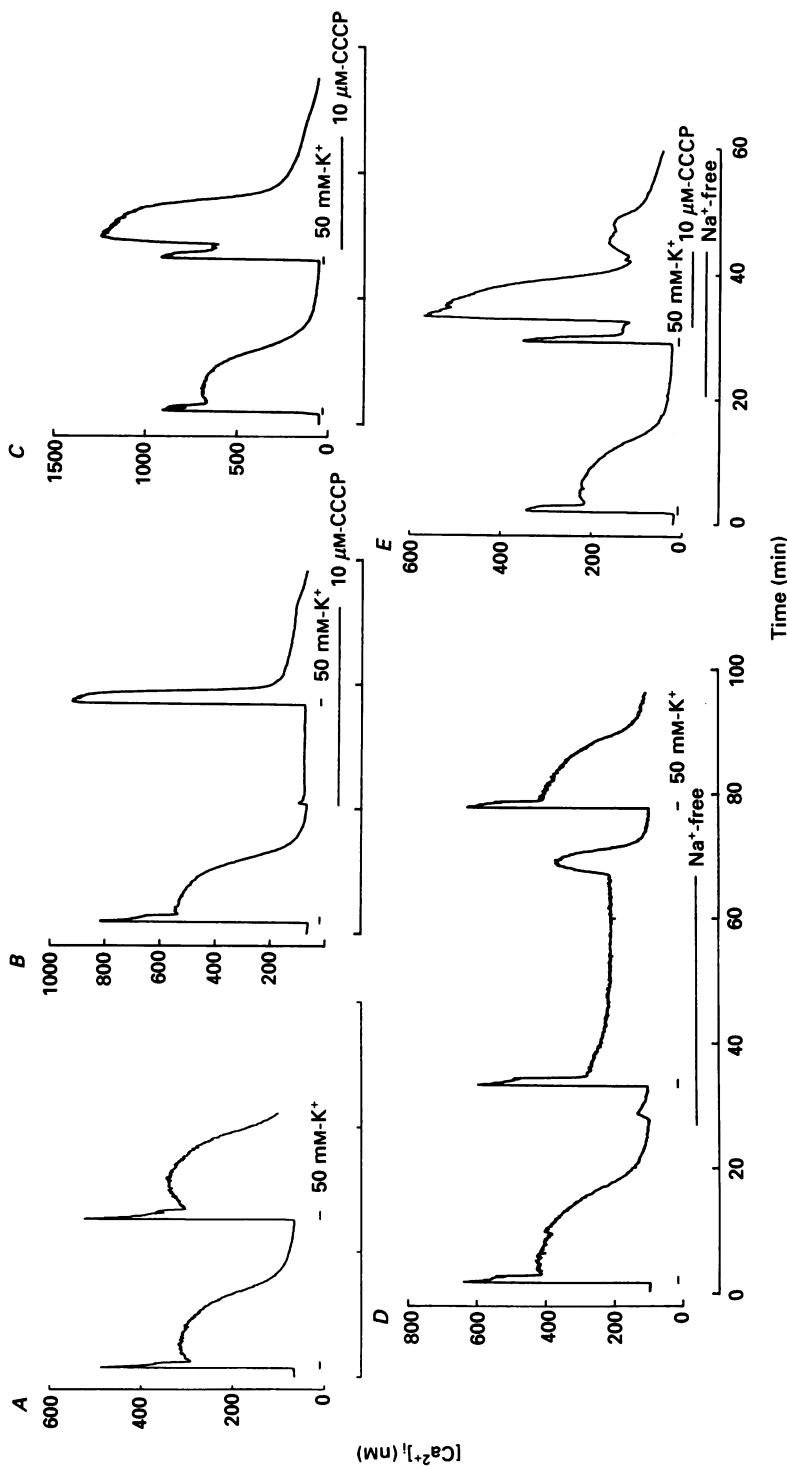 A
600
400
200
0
50 mM-K⁺
B
1000
800
600
400
200
50 mM-K⁺
10 μM-CCCP
C
1500
1000
500
0
50 mM-K⁺
10 μM-CCCP
[Ca²⁺]ᵢ (nM)
D
800
600
400
200
0
50 mM-K⁺
Na⁺-free
0
20
40
60
80
100
E
600
400
200
0
50 mM-K⁺
10 μM-CCCP
Na⁺-free
0
20
40
60
Time (min)